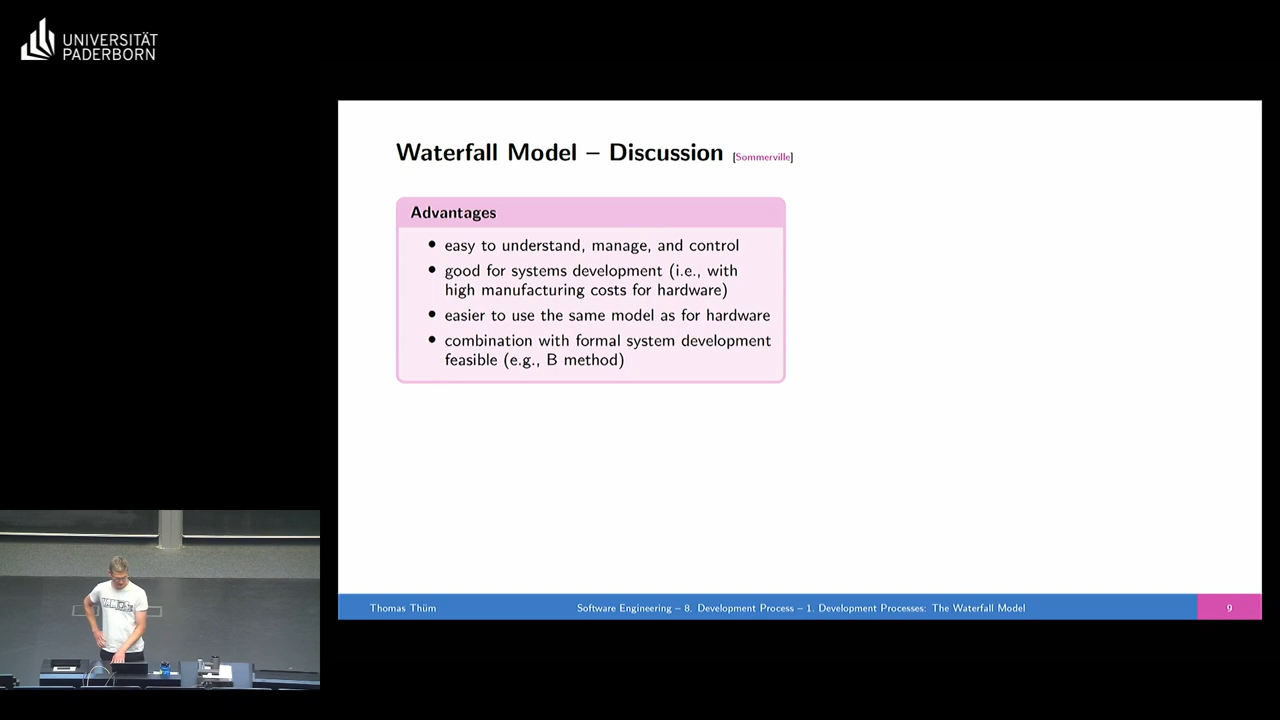 UNIVERSITÄT
PADERBORN
Waterfall Model – Discussion [Sommerville]
Advantages
• easy to understand, manage, and control
• good for systems development (i.e., with
high manufacturing costs for hardware)
• easier to use the same model as for hardware
• combination with formal system development
feasible (e.g., B method)
Thomas Thüm
Software Engineering – 8. Development Process – 1. Development Processes: The Waterfall Model
9